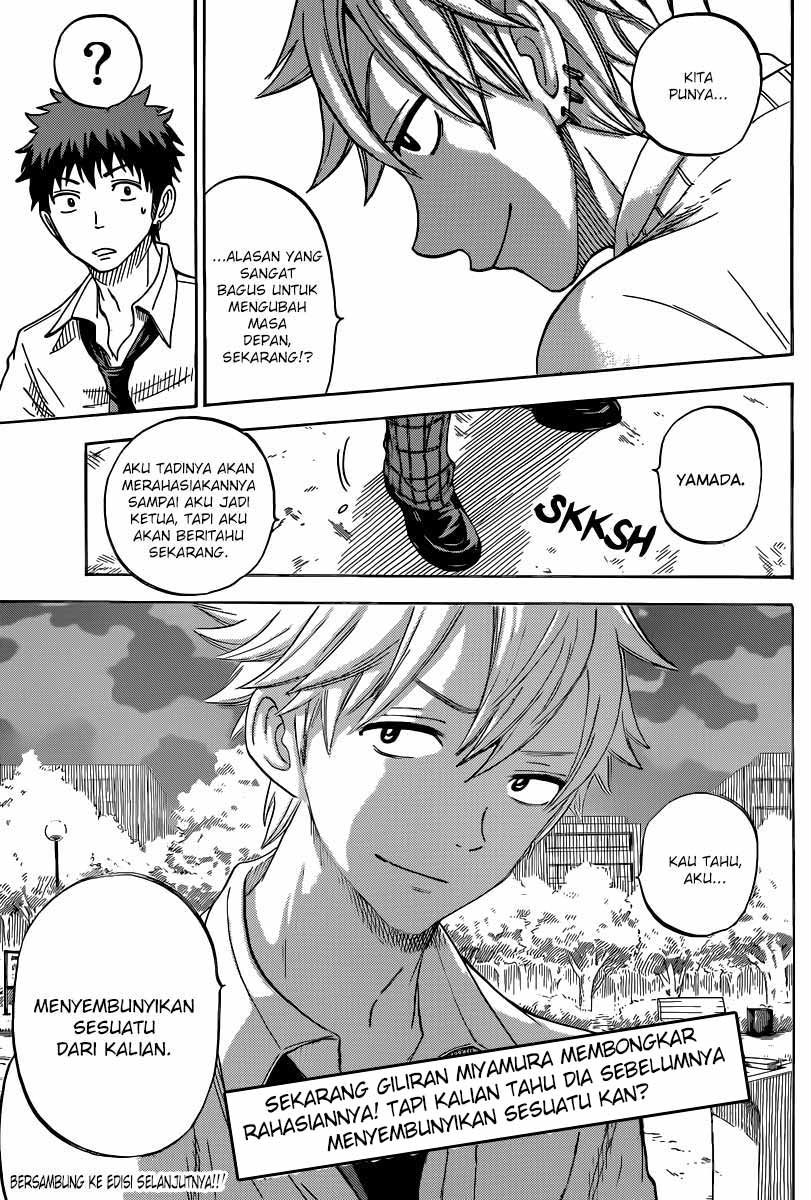 KITA
PUNYA...
...ALASAN YANG
SANGAT
BAGUS UNTUK
MENGUBAH
MASA
DEPAN,
SEKARANG!?
?
YAMADA.
SKKSH
AKU TADINYA AKAN
MERAHASIAKANNYA
SAMPAI AKU JADI
KETUA, TAPI AKU
AKAN BERITAHU
SEKARANG.
KAU TAHU,
AKU...
MENYEMBUNYIKAN
SESUATU
DARI KALIAN.
SEKARANG GILIRAN MIYAMURA MEMBONGKAR
RAHASIANNYA! TAPI KALIAN TAHU DIA SEBELUMNYA
MENYEMBUNYIKAN SESUATU KAN?
BERSAMBUNG KE EDISI SELANJUTNYA!!